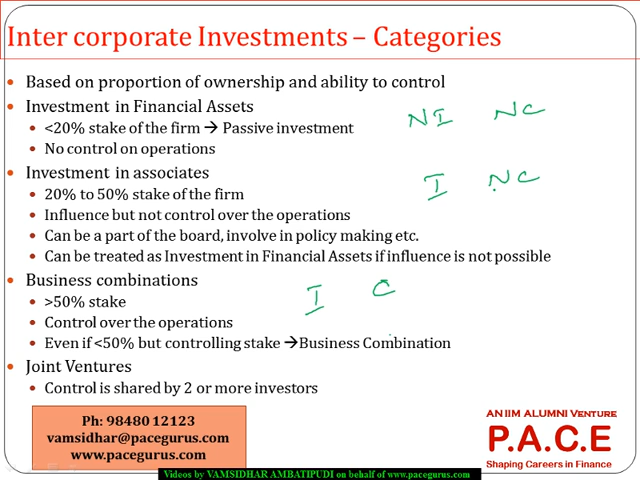 Inter corporate Investments – Categories
• Based on proportion of ownership and ability to control
• Investment in Financial Assets
• <20% stake of the firm → Passive investment
• No control on operations
NI NC
• Investment in associates
• 20% to 50% stake of the firm
• Influence but not control over the operations
• Can be a part of the board, involve in policy making etc.
• Can be treated as Investment in Financial Assets if influence is not possible
I NC
• Business combinations
• >50% stake
• Control over the operations
• Even if <50% but controlling stake →Business Combination
I C
• Joint Ventures
• Control is shared by 2 or more investors
Ph: 98480 12123
vamsidhar@pacegurus.com
www.pacegurus.com
AN IIM ALUMNI VENTURE
P.A.C.E
Shaping Careers in Finance
Videos by VAMSIDHAR AMBATIPUDI on behalf of www.pacegurus.com